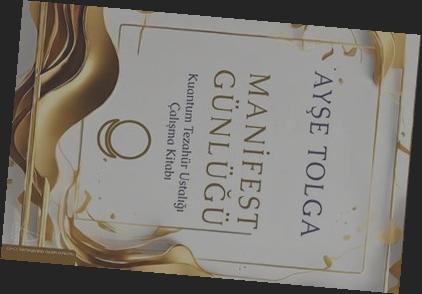 AYŞE TOLGA
MANİFEST
GÜNLÜĞÜ
Kuantum Tezahür Ustalığı
Çalışma Kitabı